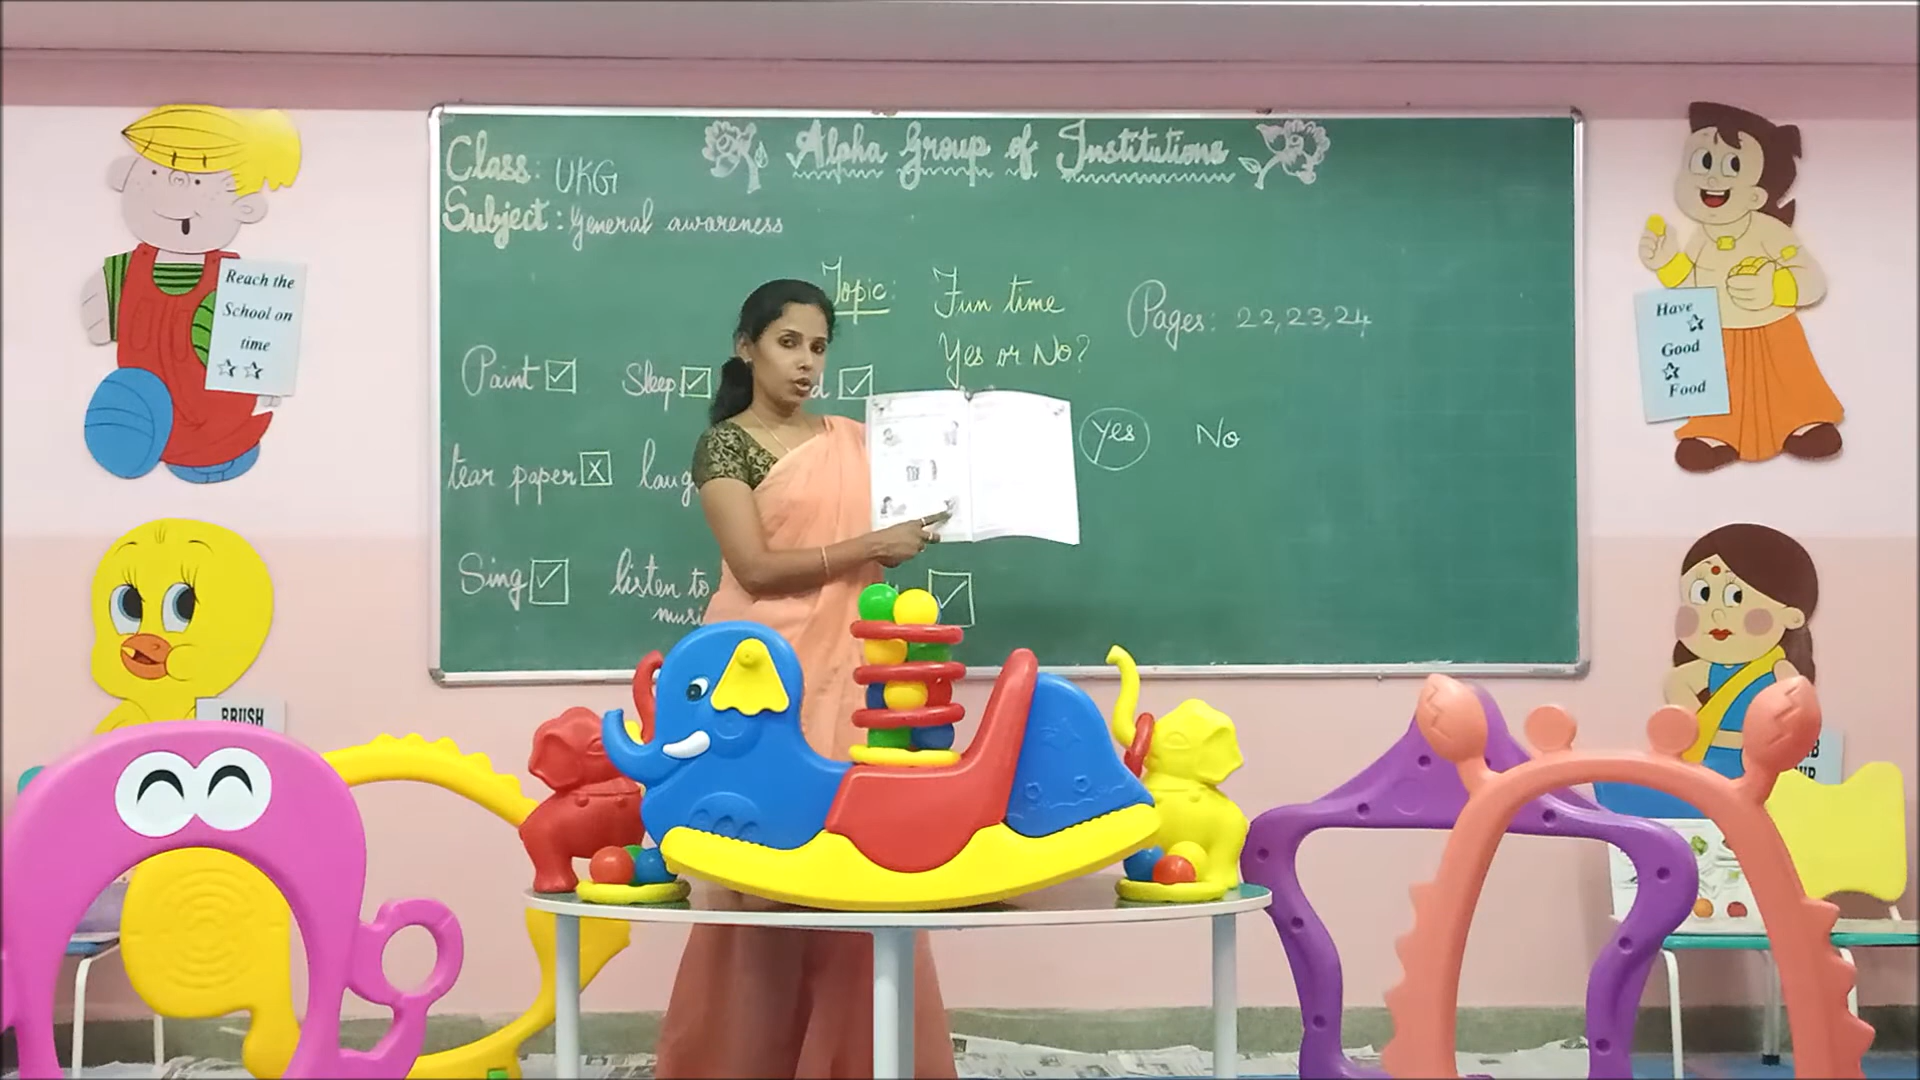 Alpha Group of Institutions
Class: UKG
Subject: General awareness
Topic: Fun time
Yes or No?
Pages: 22,23,24
Paint Sleep
Yes No
tear paper
Sing listen to
Reach the
School on
time
Have
Good
Food
BRUSH